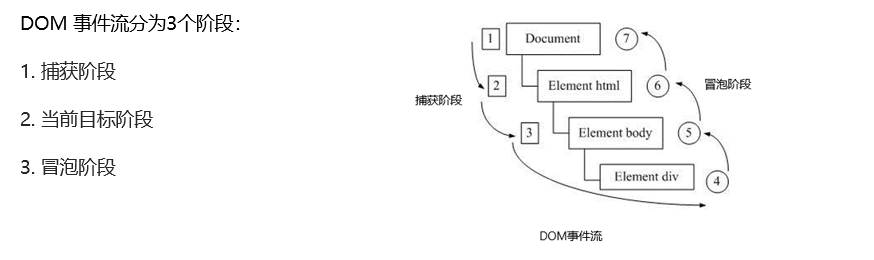 DOM 事件流分为3个阶段：
1. 捕获阶段
2. 当前目标阶段
3. 冒泡阶段
1 Document 7
2 Element html 6
捕获阶段
冒泡阶段
3 Element body 5
Element div 4
DOM事件流